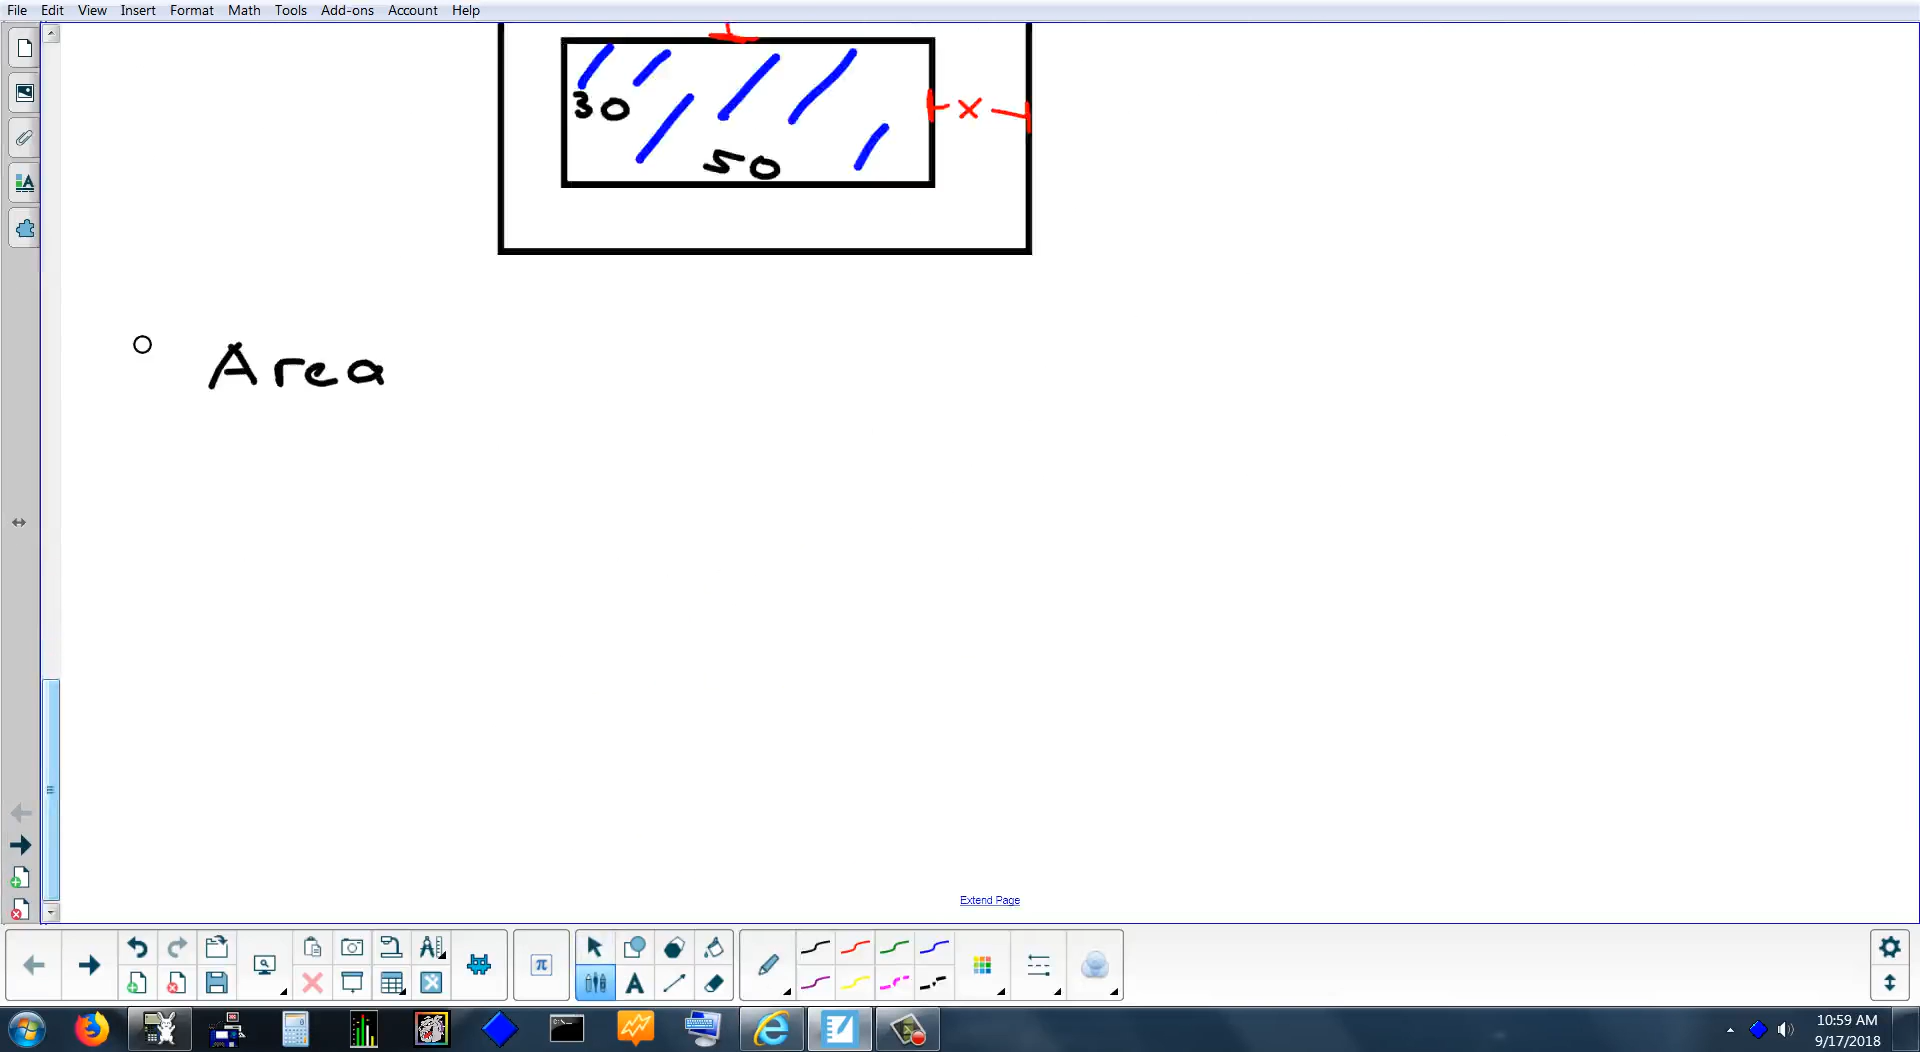 File Edit View Insert Format Math Tools Add-ons Account Help
30
x
50
Area
Extend Page
π
A
10:59 AM
9/17/2018